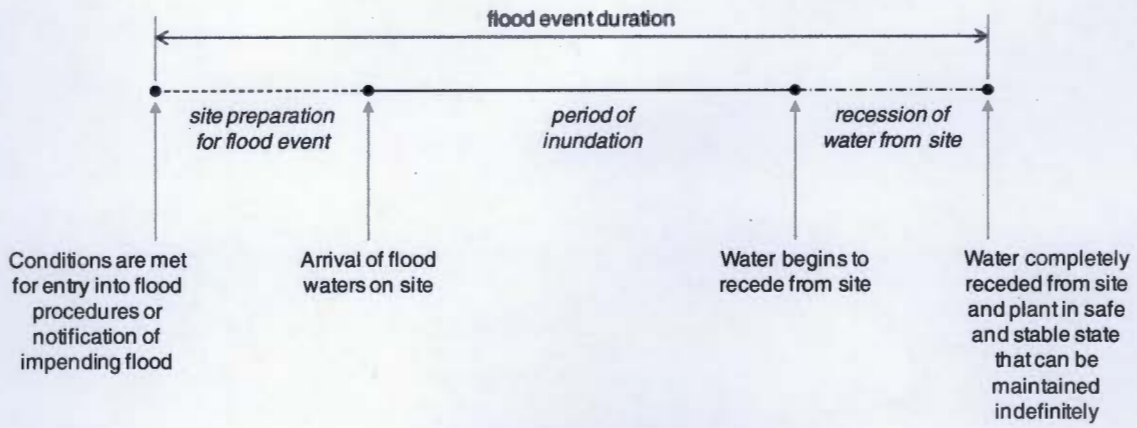 flood event duration
site preparation
for flood event
period of
inundation
recession of
water from site
Conditions are met
for entry into flood
procedures or
notification of
impending flood
Arrival of flood
waters on site
Water begins to
recede from site
Water completely
receded from site
and plant in safe
and stable state
that can be
maintained
indefinitely